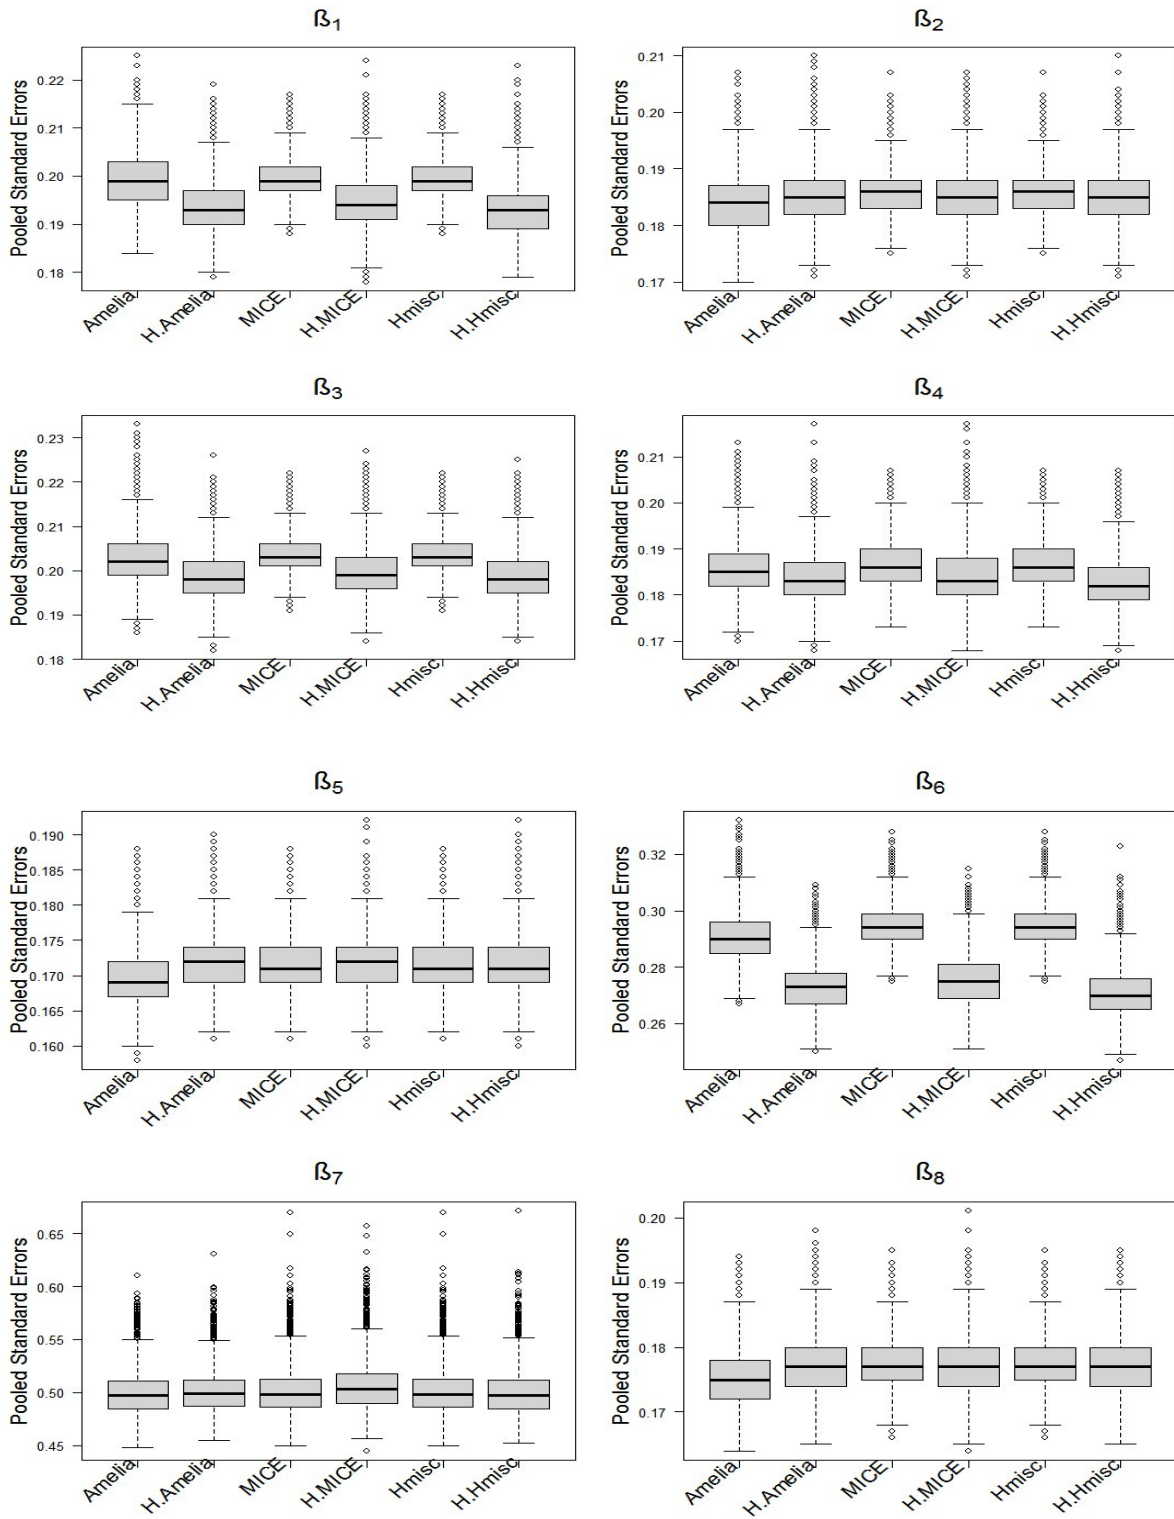 ß1
Pooled Standard Errors
0.22
0.21
0.20
0.19
0.18
Amelia
H.Amelia
MICE
H.MICE
Hmisc
H.Hmisc
ß2
Pooled Standard Errors
0.21
0.20
0.19
0.18
0.17
Amelia
H.Amelia
MICE
H.MICE
Hmisc
H.Hmisc
ß3
Pooled Standard Errors
0.23
0.22
0.21
0.20
0.19
0.18
Amelia
H.Amelia
MICE
H.MICE
Hmisc
H.Hmisc
ß4
Pooled Standard Errors
0.21
0.20
0.19
0.18
0.17
Amelia
H.Amelia
MICE
H.MICE
Hmisc
H.Hmisc
ß5
Pooled Standard Errors
0.190
0.185
0.180
0.175
0.170
0.165
0.160
Amelia
H.Amelia
MICE
H.MICE
Hmisc
H.Hmisc
ß6
Pooled Standard Errors
0.32
0.30
0.28
0.26
Amelia
H.Amelia
MICE
H.MICE
Hmisc
H.Hmisc
ß7
Pooled Standard Errors
0.65
0.60
0.55
0.50
0.45
Amelia
H.Amelia
MICE
H.MICE
Hmisc
H.Hmisc
ß8
Pooled Standard Errors
0.20
0.19
0.18
0.17
Amelia
H.Amelia
MICE
H.MICE
Hmisc
H.Hmisc